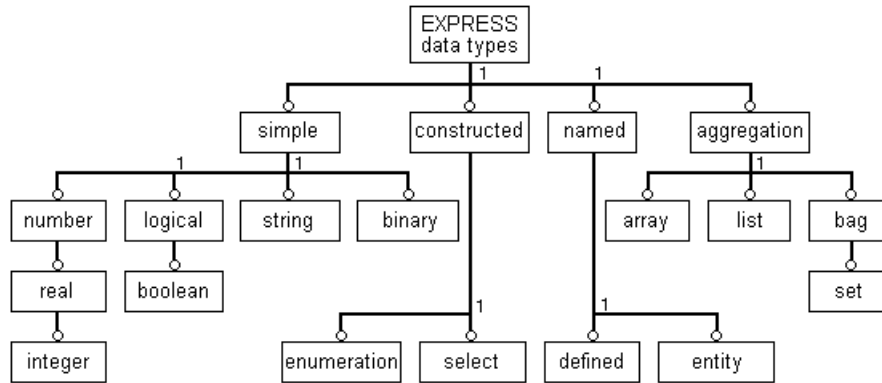 EXPRESS
data types
1 1
simple constructed named aggregation
1 1 1
number logical string binary array list bag
real boolean set
1 1
enumeration select defined entity
integer